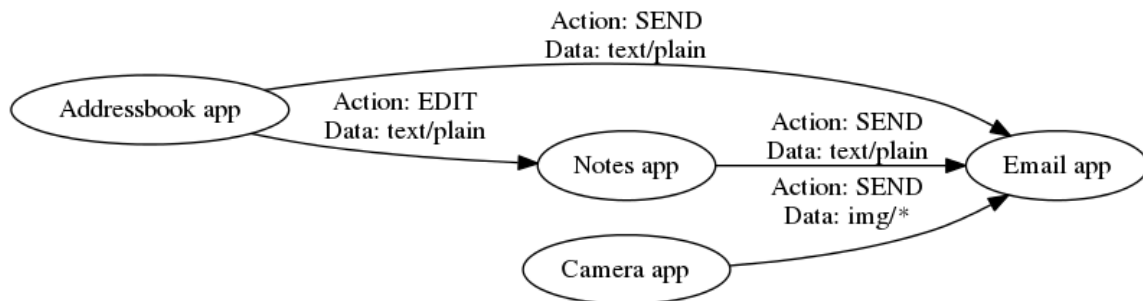 Action: SEND
Data: text/plain
Addressbook app
Action: EDIT
Data: text/plain
Notes app
Action: SEND
Data: text/plain
Email app
Action: SEND
Data: img/*
Camera app